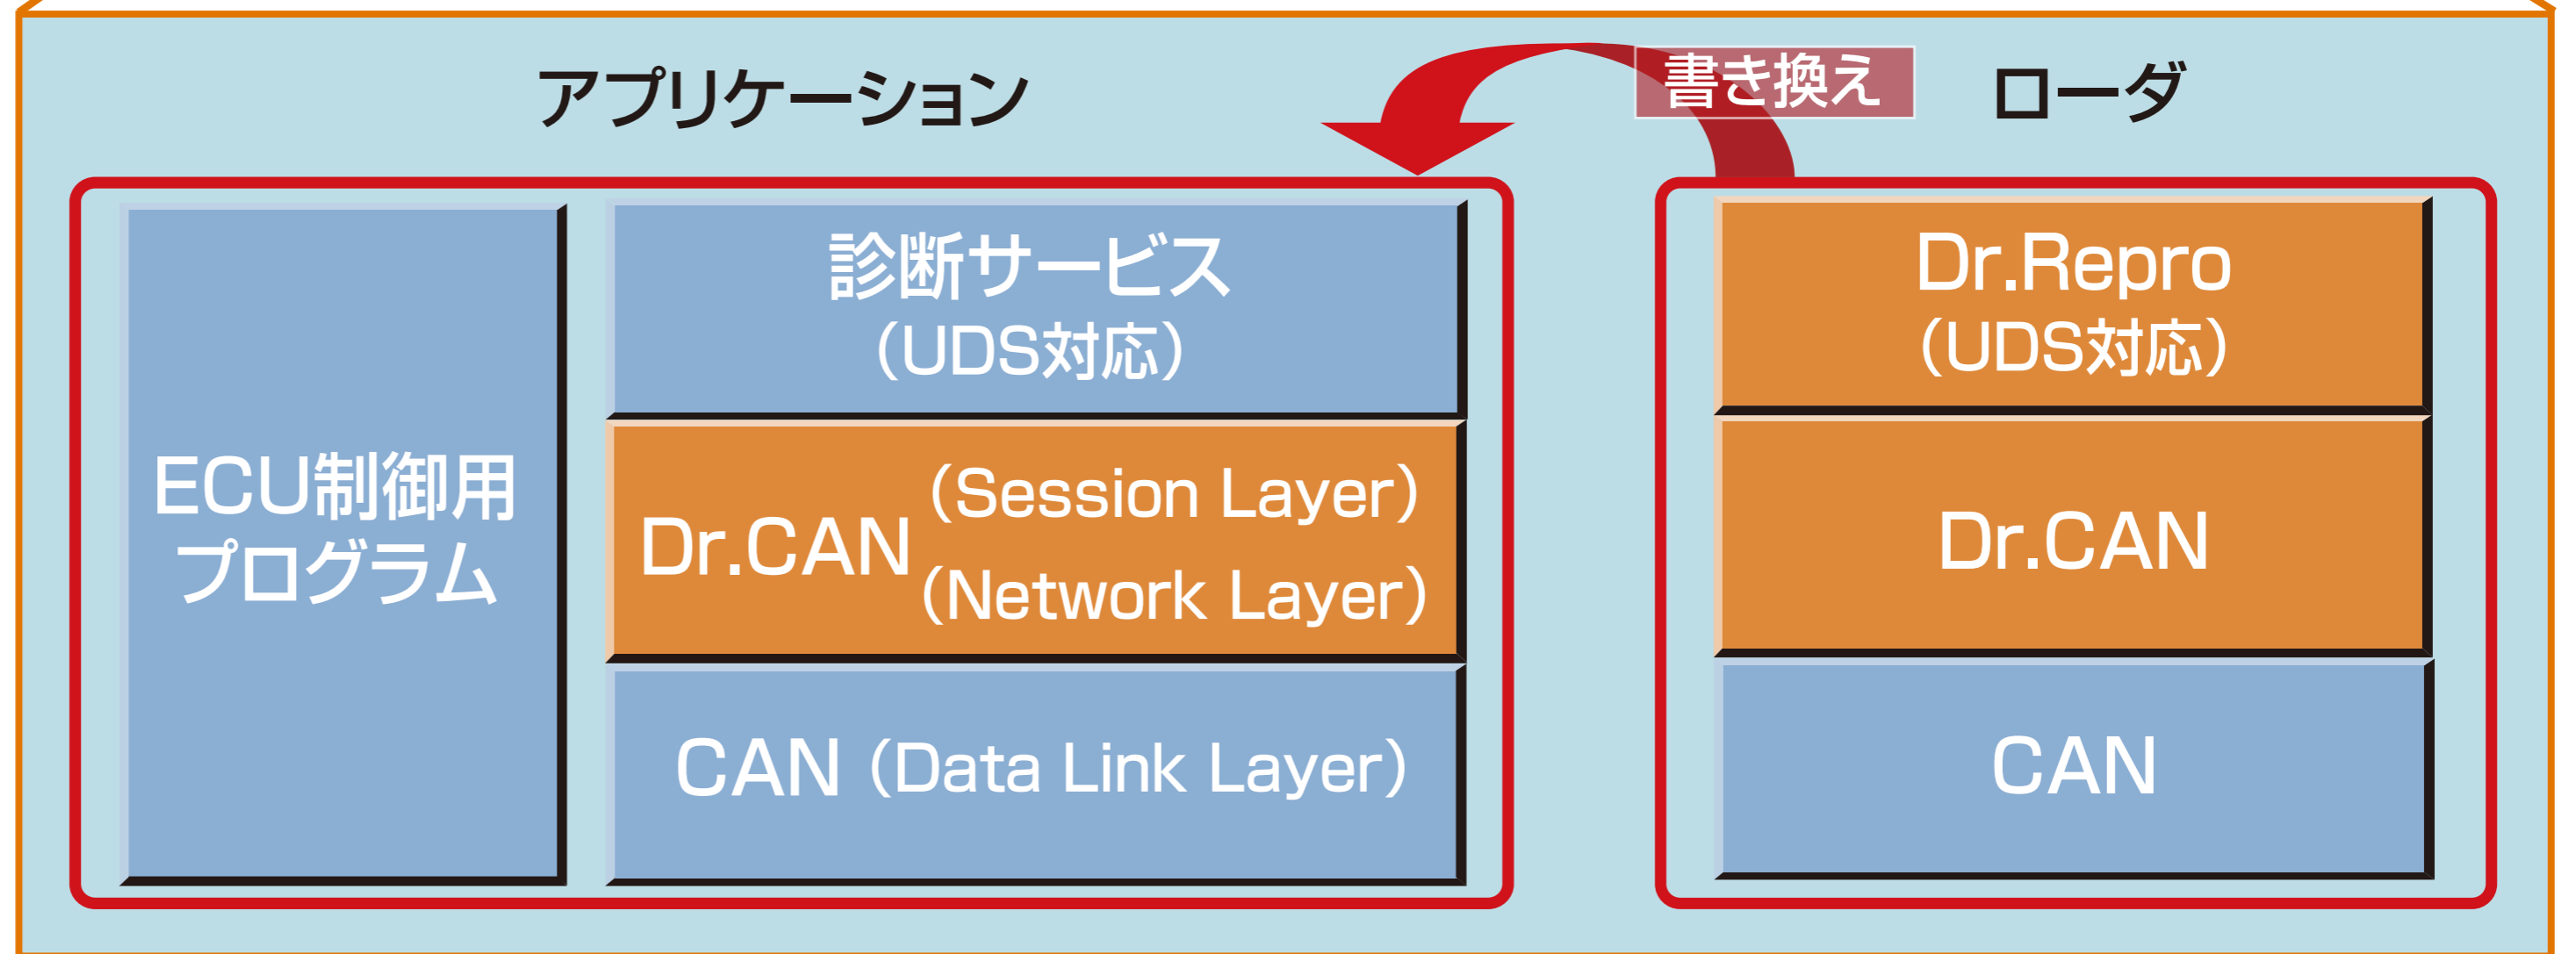 アプリケーション
書き換え
ローダ
ECU制御用
プログラム
診断サービス
（UDS対応）
Dr.CAN
（Session Layer）
（Network Layer）
CAN（Data Link Layer）
Dr.Repro
（UDS対応）
Dr.CAN
CAN